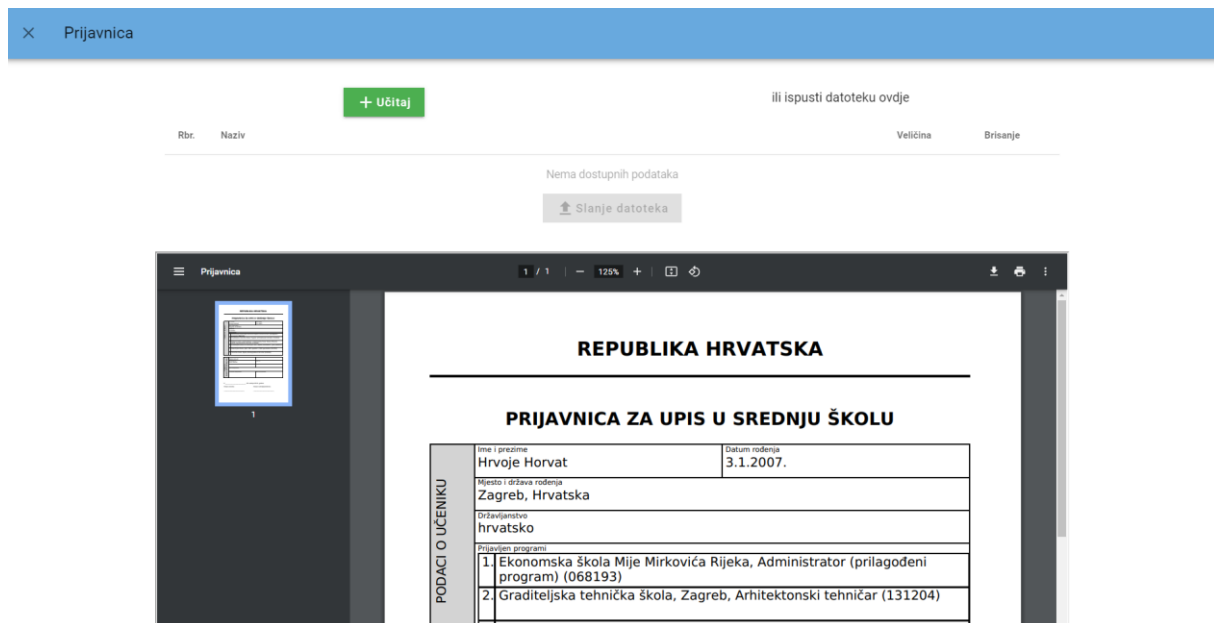 Prijavnica
Učitaj
ili ispusti datoteku ovdje
Rbr. Naziv Veličina Brisanje
Nema dostupnih podataka
Slanje datoteka
Prijavnica 1 / 1 125%
1
REPUBLIKA HRVATSKA
PRIJAVNICA ZA UPIS U SREDNJU ŠKOLU
PODACI O UČENIKU
Ime i prezime Datum rođenja
Hrvoje Horvat 3.1.2007.
Mjesto i država rođenja
Zagreb, Hrvatska
Državljanstvo
hrvatsko
Prijavljen programi
1. Ekonomska škola Mije Mirkovića Rijeka, Administrator (prilagođeni
program) (068193)
2. Graditeljska tehnička škola, Zagreb, Arhitektonski tehničar (131204)